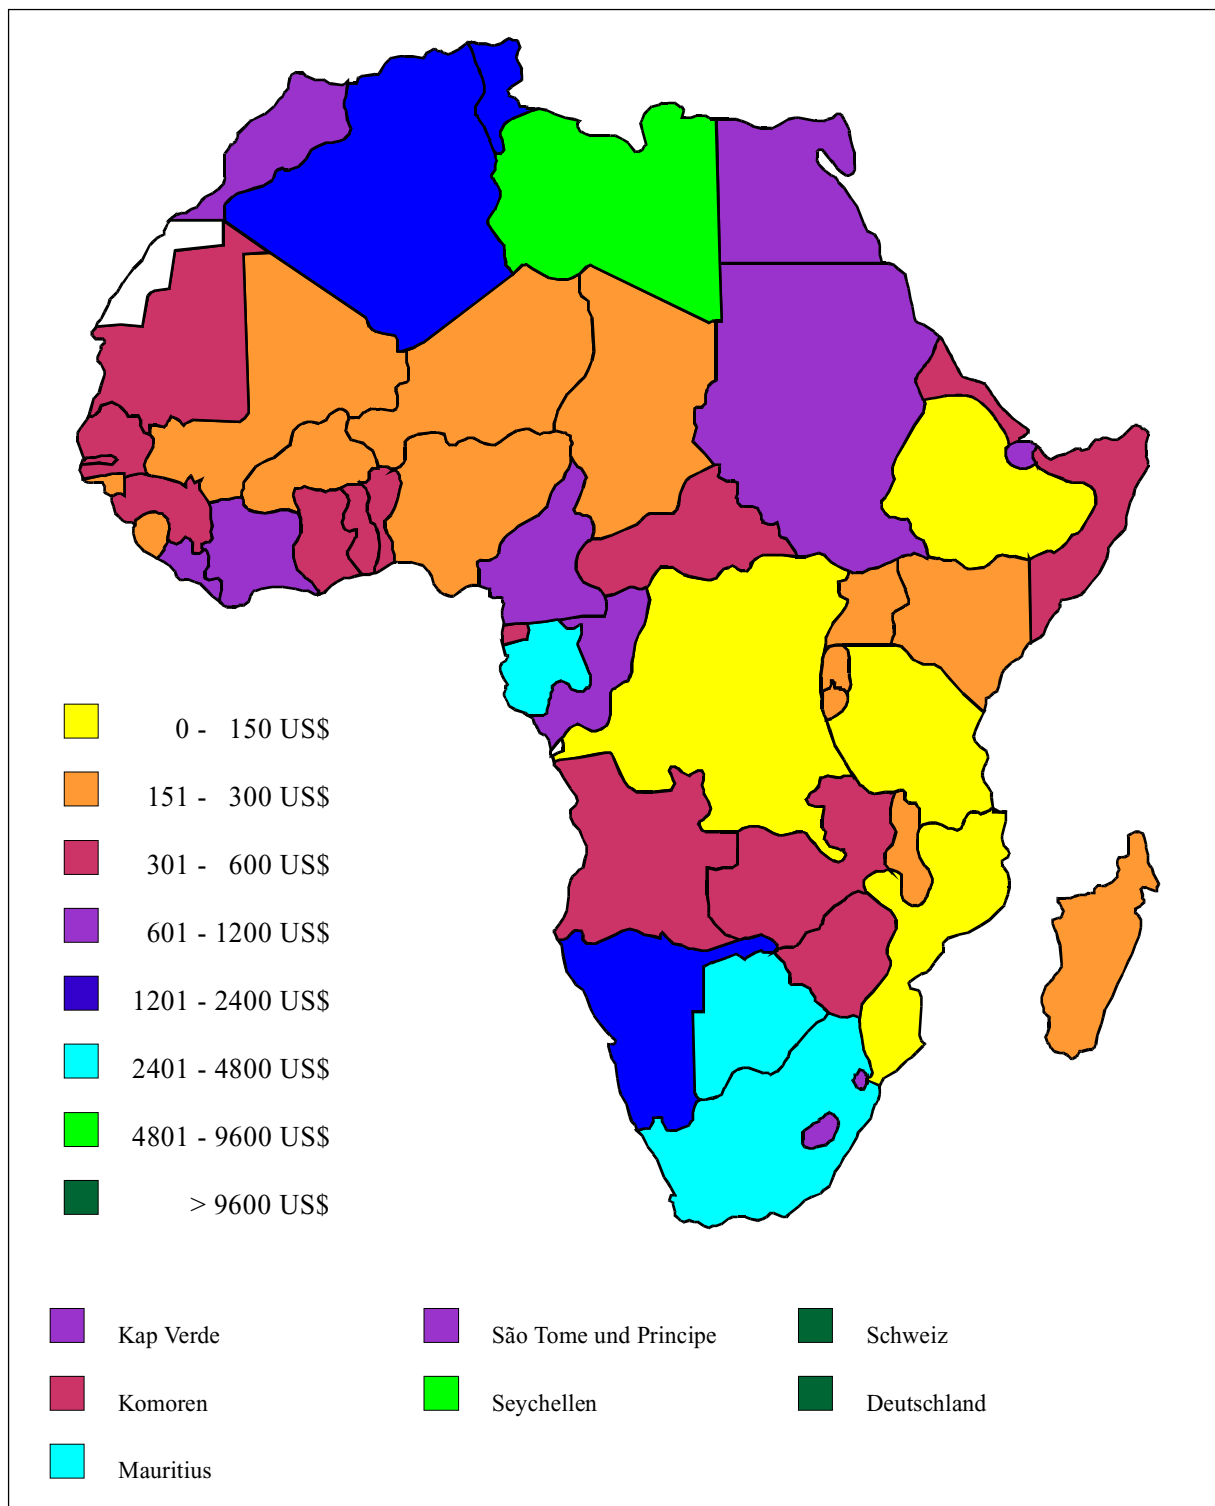 0 - 150 US$
151 - 300 US$
301 - 600 US$
601 - 1200 US$
1201 - 2400 US$
2401 - 4800 US$
4801 - 9600 US$
> 9600 US$
Kap Verde
São Tome und Principe
Schweiz
Komoren
Seychellen
Deutschland
Mauritius